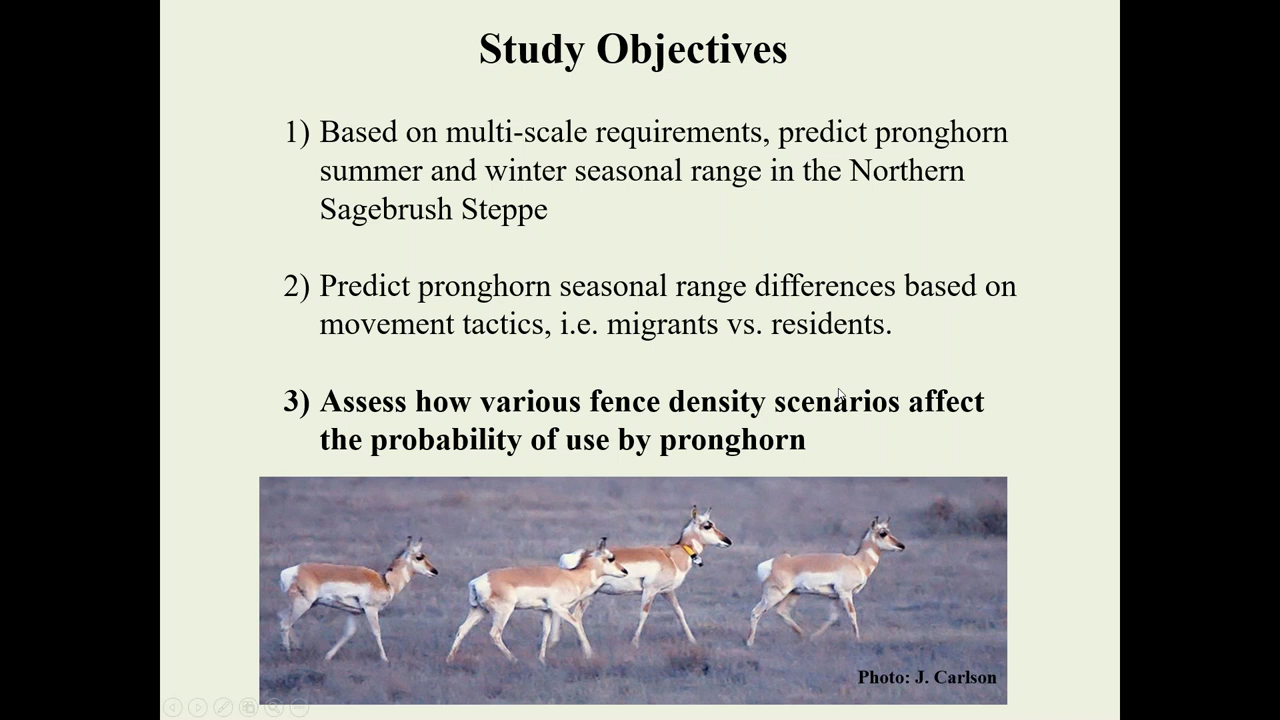 Study Objectives
1) Based on multi-scale requirements, predict pronghorn
summer and winter seasonal range in the Northern
Sagebrush Steppe
2) Predict pronghorn seasonal range differences based on
movement tactics, i.e. migrants vs. residents.
3) Assess how various fence density scenarios affect
the probability of use by pronghorn
Photo: J. Carlson